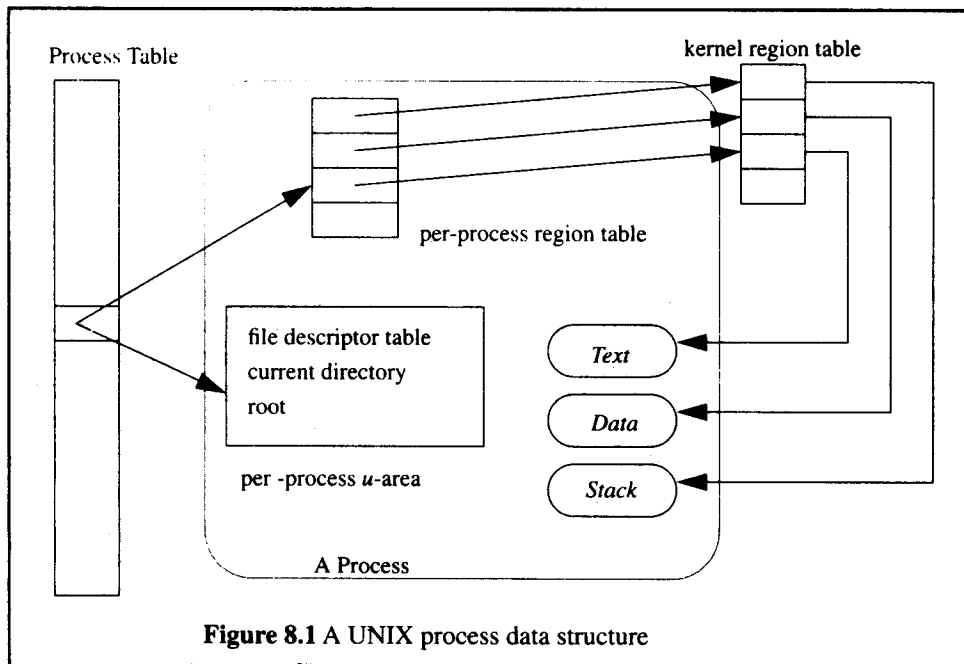 Process Table
kernel region table
per-process region table
file descriptor table
current directory
root
per -process u-area
Text
Data
Stack
A Process
Figure 8.1 A UNIX process data structure